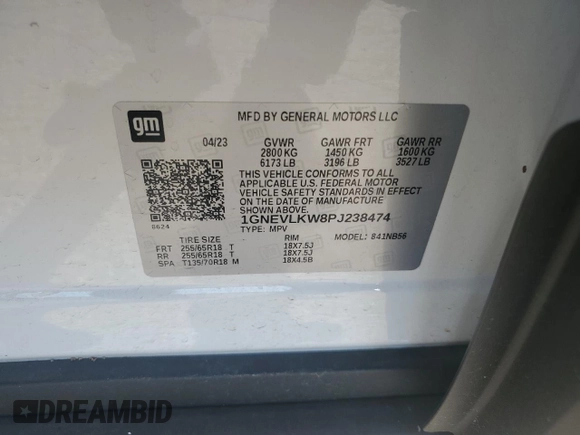 gm
MFD BY GENERAL MOTORS LLC
04/23 GVWR GAWR FRT GAWR RR
2800 KG 1450 KG 1600 KG
6173 LB 3196 LB 3527 LB
THIS VEHICLE CONFORMS TO ALL
APPLICABLE U.S. FEDERAL MOTOR
VEHICLE SAFETY STANDARDS IN EFFECT
ON THE DATE OF MANUFACTURE
SHOWN ABOVE.
0624 1GNEVLKW8PJ238474
TYPE: MPV MODEL: 841NB56
TIRE SIZE RIM
FRT 255/65R18 T 18X7.5J
RR 255/65R18 T 18X7.5J
SPA T135/70R18 M 18X4.5B
DREAMBID